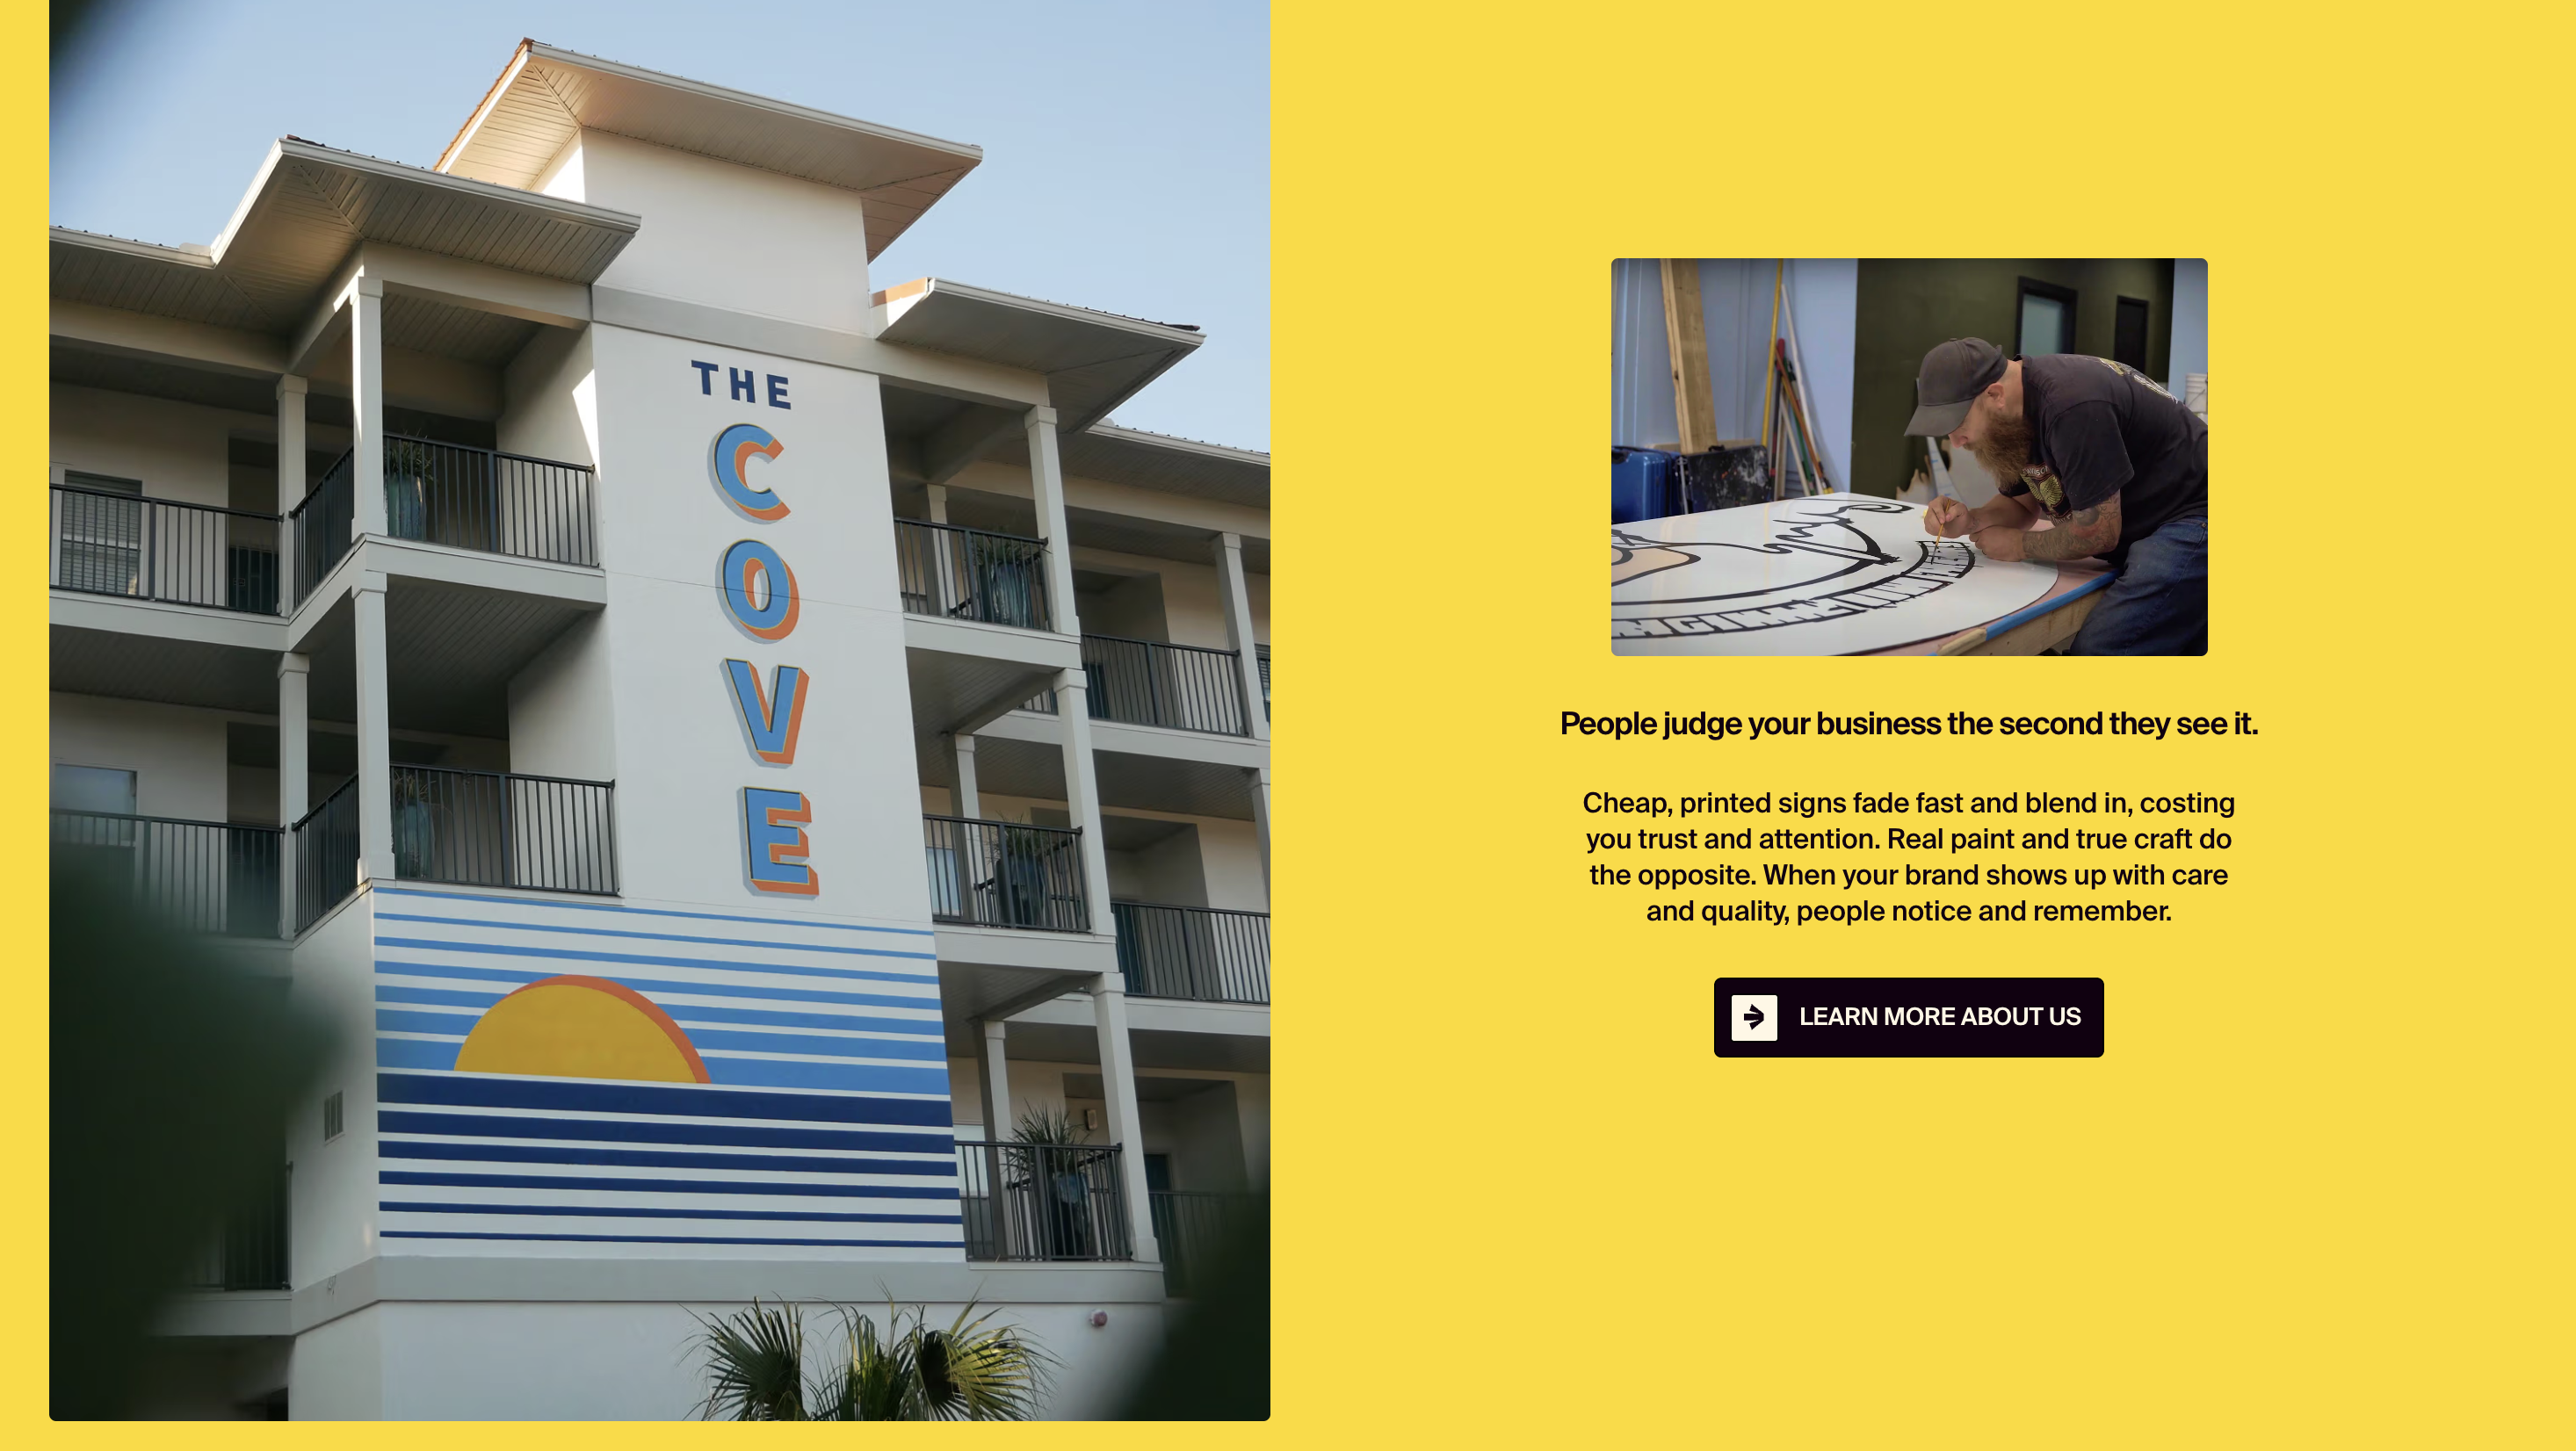 THE
COVE
People judge your business the second they see it.
Cheap, printed signs fade fast and blend in, costing
you trust and attention. Real paint and true craft do
the opposite. When your brand shows up with care
and quality, people notice and remember.
LEARN MORE ABOUT US